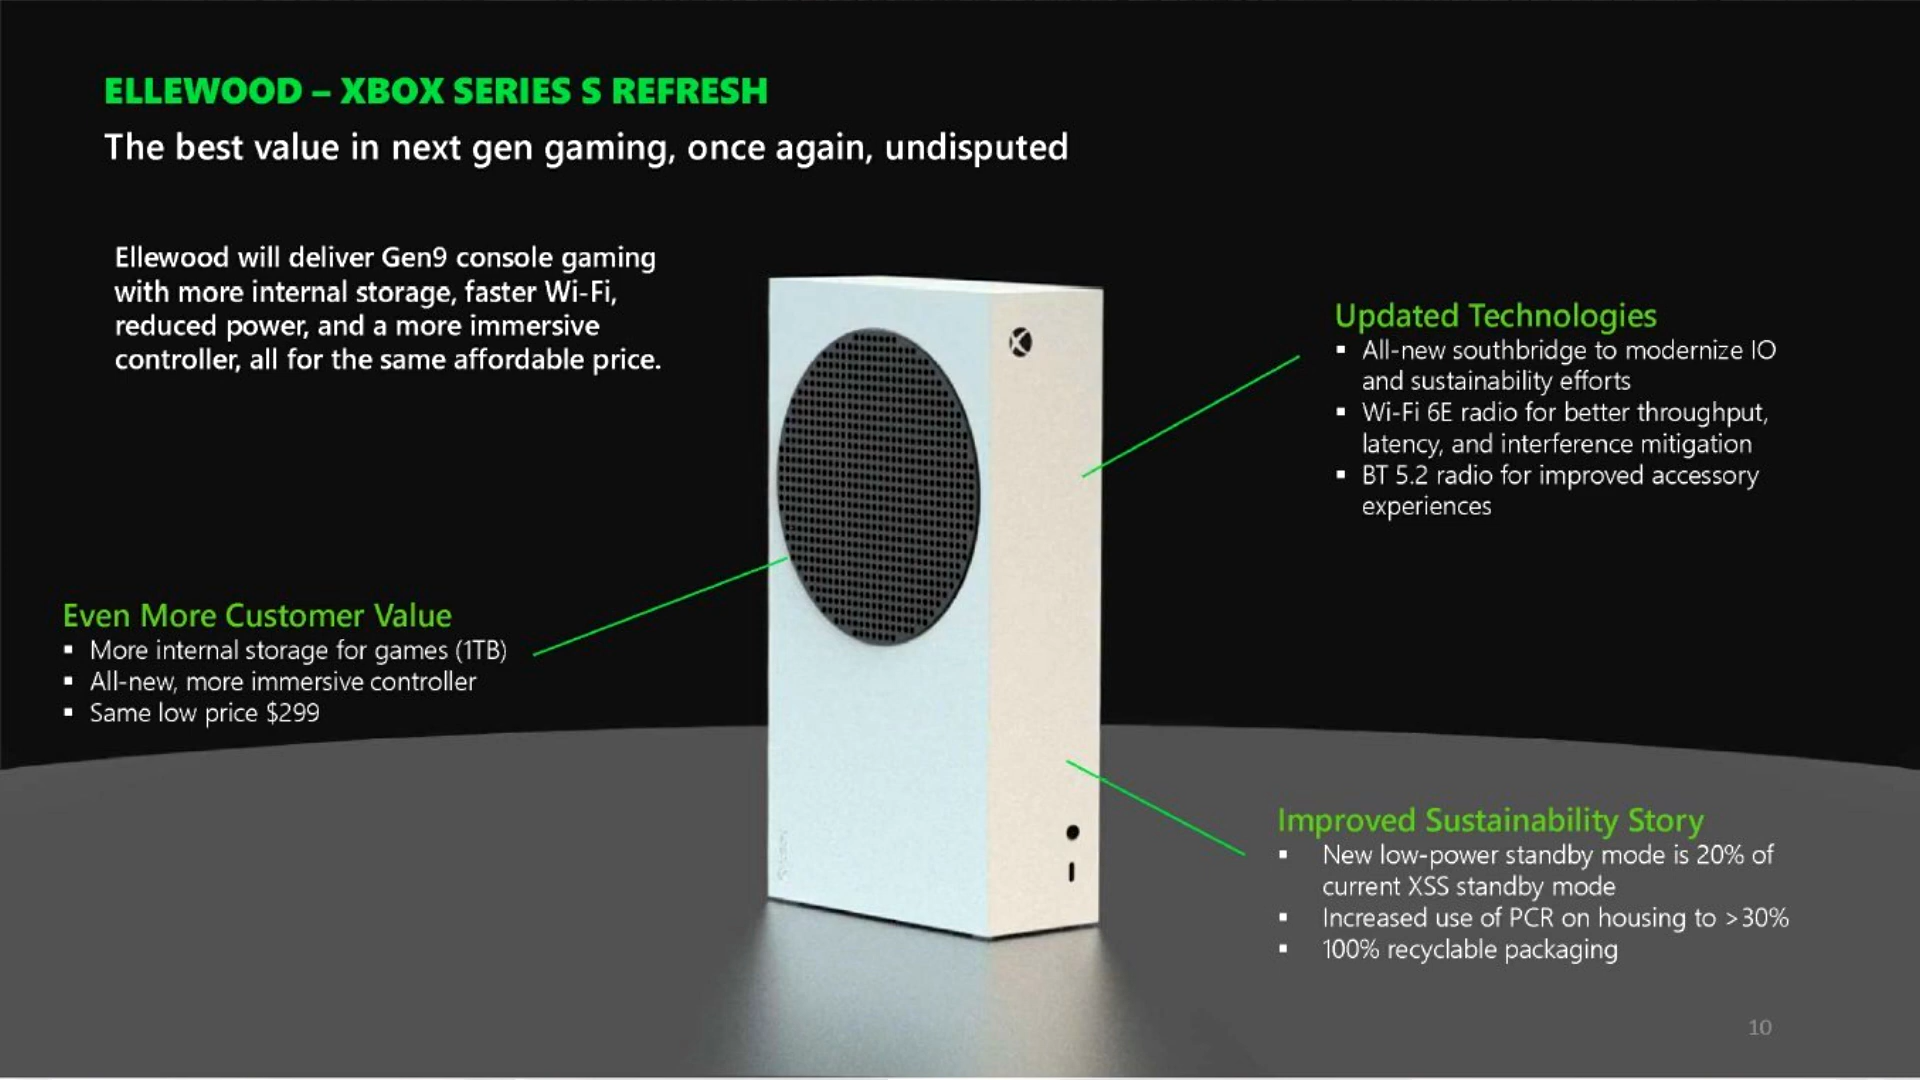 ELLEWOOD – XBOX SERIES S REFRESH
The best value in next gen gaming, once again, undisputed
Ellewood will deliver Gen9 console gaming
with more internal storage, faster Wi-Fi,
reduced power, and a more immersive
controller, all for the same affordable price.
Updated Technologies
▪ All-new southbridge to modernize IO
and sustainability efforts
▪ Wi-Fi 6E radio for better throughput,
latency, and interference mitigation
▪ BT 5.2 radio for improved accessory
experiences
Even More Customer Value
▪ More internal storage for games (1TB)
▪ All-new, more immersive controller
▪ Same low price $299
Improved Sustainability Story
▪ New low-power standby mode is 20% of
current XSS standby mode
▪ Increased use of PCR on housing to >30%
▪ 100% recyclable packaging
10